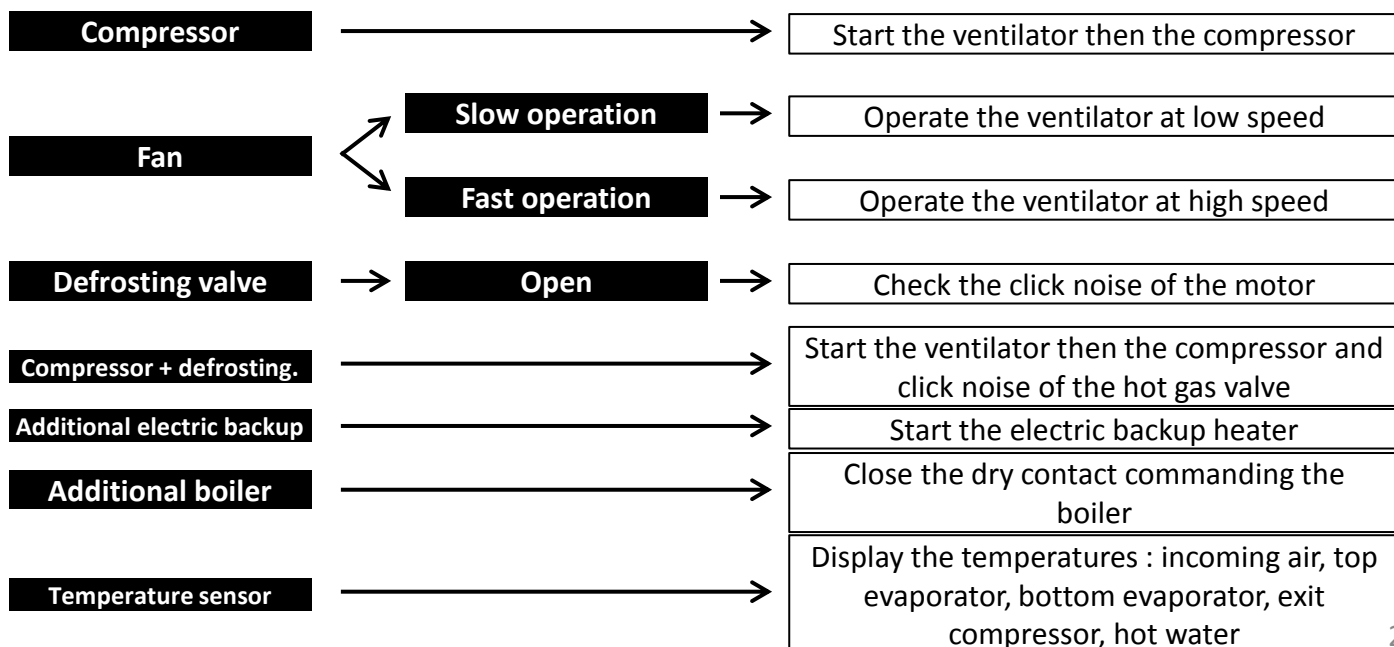 Compressor
Start the ventilator then the compressor
Slow operation
Operate the ventilator at low speed
Fan
Fast operation
Operate the ventilator at high speed
Defrosting valve
Open
Check the click noise of the motor
Compressor + defrosting.
Start the ventilator then the compressor and
click noise of the hot gas valve
Additional electric backup
Start the electric backup heater
Additional boiler
Close the dry contact commanding the
boiler
Temperature sensor
Display the temperatures : incoming air, top
evaporator, bottom evaporator, exit
compressor, hot water